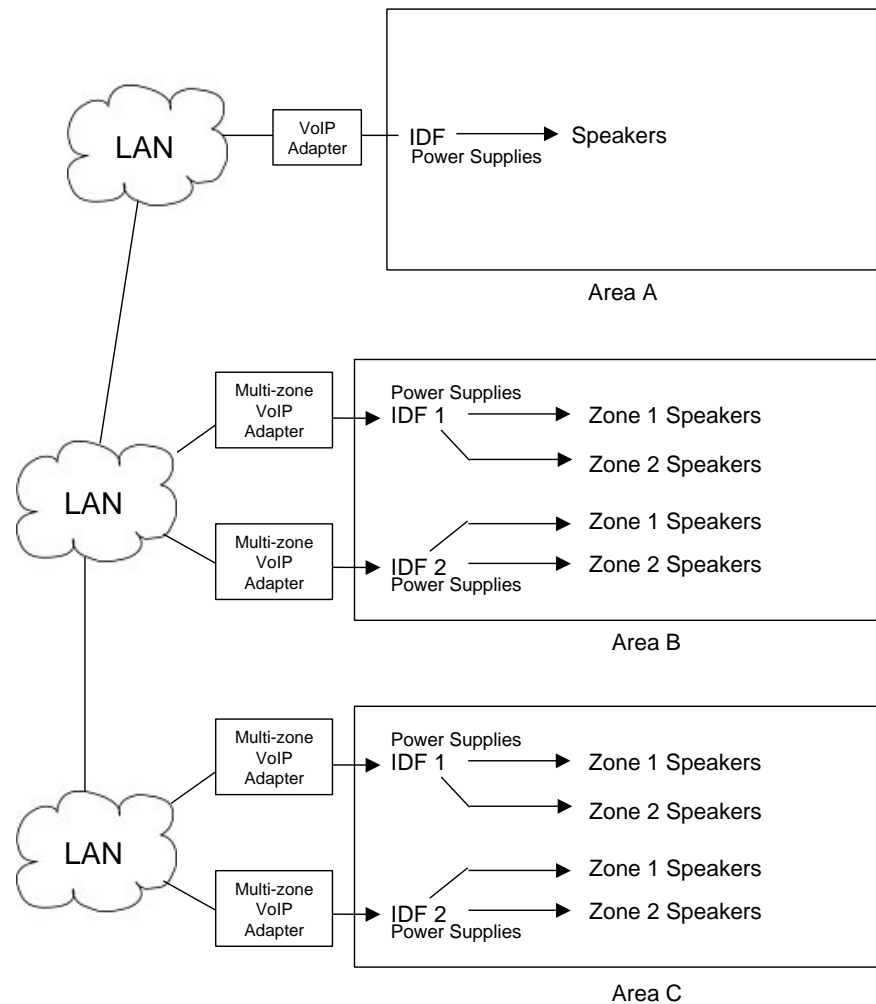 LAN
VoIP
Adapter
IDF
Power Supplies
Speakers
Area A
LAN
Multi-zone
VoIP
Adapter
Power Supplies
IDF 1
Zone 1 Speakers
Zone 2 Speakers
Multi-zone
VoIP
Adapter
IDF 2
Power Supplies
Zone 1 Speakers
Zone 2 Speakers
Area B
LAN
Multi-zone
VoIP
Adapter
Power Supplies
IDF 1
Zone 1 Speakers
Zone 2 Speakers
Multi-zone
VoIP
Adapter
IDF 2
Power Supplies
Zone 1 Speakers
Zone 2 Speakers
Area C